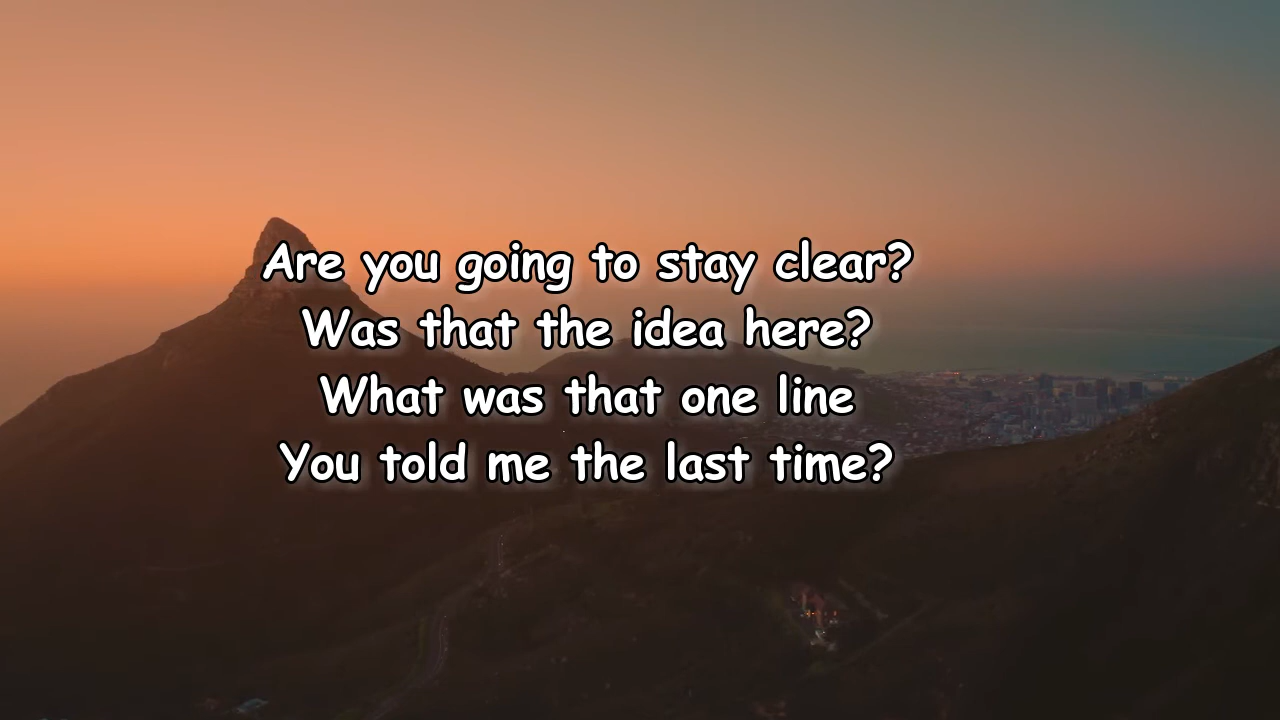 Are you going to stay clear?
Was that the idea here?
What was that one line
You told me the last time?